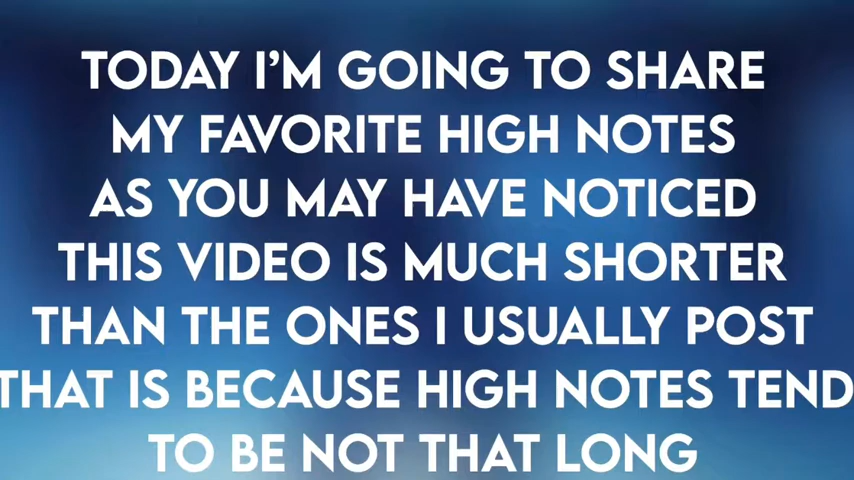 TODAY I'M GOING TO SHARE
MY FAVORITE HIGH NOTES
AS YOU MAY HAVE NOTICED
THIS VIDEO IS MUCH SHORTER
THAN THE ONES I USUALLY POST
THAT IS BECAUSE HIGH NOTES TEND
TO BE NOT THAT LONG